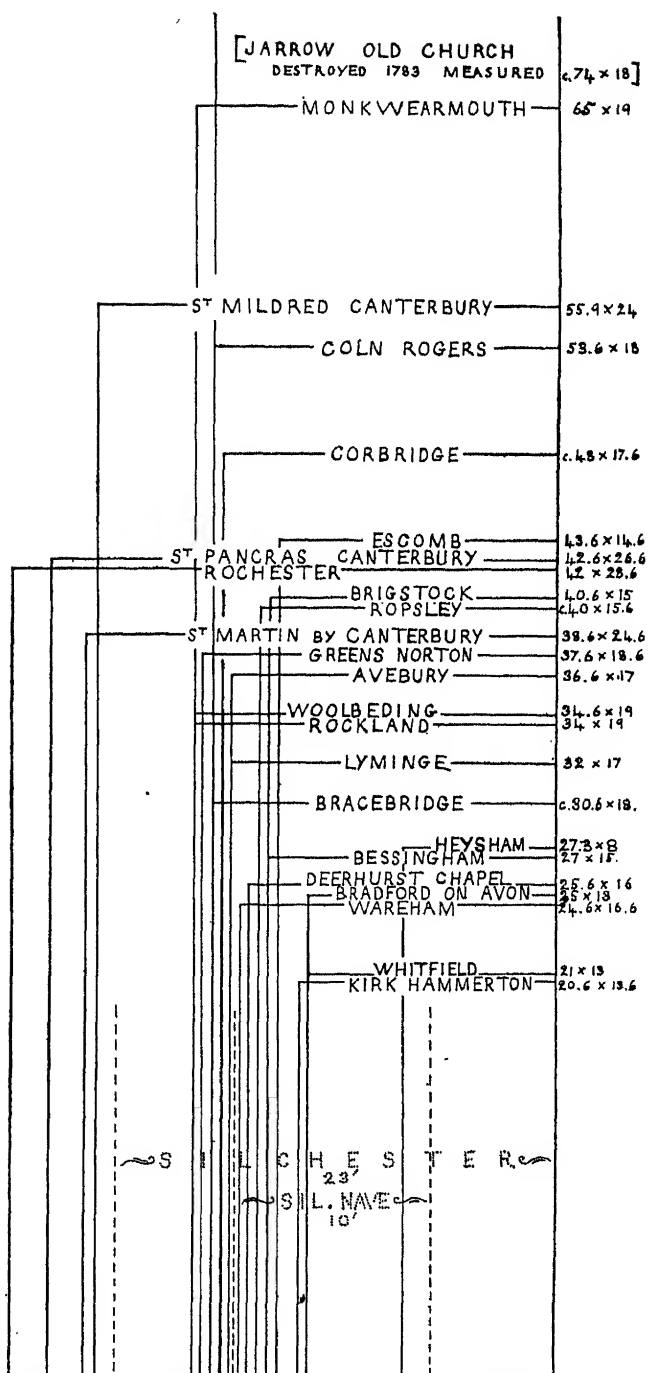 [JARROW OLD CHURCH
DESTROYED 1783 MEASURED c.74 × 18]
MONKWEARMOUTH 65 × 19
ST MILDRED CANTERBURY 55.9 × 24
COLN ROGERS 53.6 × 18
CORBRIDGE c.48 × 17.6
ESCOMB 43.6 × 14.6
ST PANCRAS CANTERBURY 42.6 × 26.6
ROCHESTER 42 × 28.6
BRIGSTOCK 40.6 × 15
ROPSLEY c.40 × 15.6
ST MARTIN BY CANTERBURY 38.6 × 24.6
GREENS NORTON 37.6 × 18.6
AVEBURY 36.6 × 17
WOOLBEDING 34.6 × 19
ROCKLAND 34 × 19
LYMINGE 32 × 17
BRACEBRIDGE c.30.6 × 18.
HEYSHAM 27.3 × 8
BESSINGHAM 27 × 15.
DEERHURST CHAPEL 25.6 × 16
BRADFORD ON AVON 25 × 13
WAREHAM 24.6 × 16.6
WHITFIELD 21 × 13
KIRK HAMMERTON 20.6 × 13.6
SILCHESTER
23'
SIL. NAVE
10'